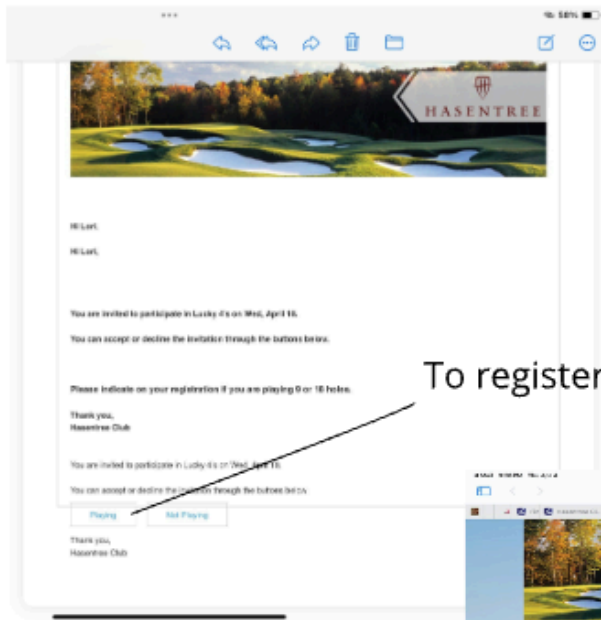 58%
HASENTREE
Hi Lori,
Hi Lori,
You are invited to participate in Lucky 4's on Wed, April
You can accept or decline the invitation through the buttons below.
Please indicate on your registration if you are playing 9 or 18 holes.
Thank you,
Hasentree Club
To register
You are invited to participate in Lucky 4's on Wed, April
You can accept or decline the invitation through the buttons below.
Playing
Not Playing
Thank you,
Hasentree Club